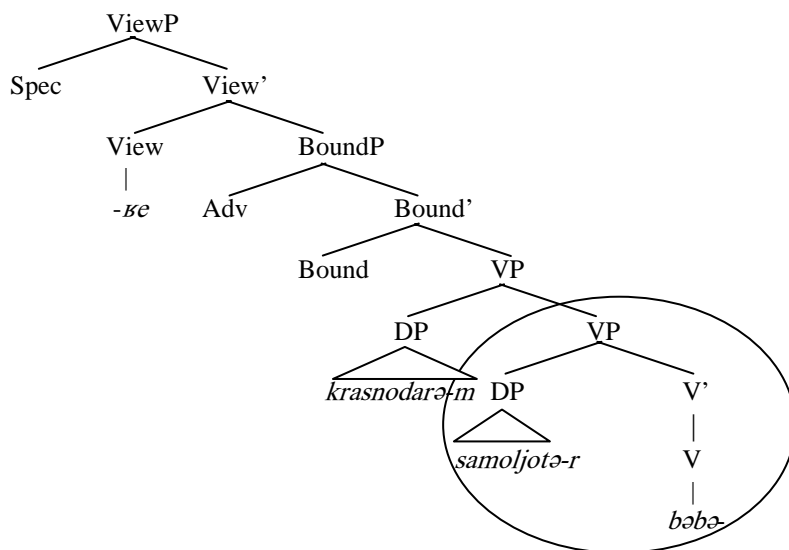 ViewP
Spec View’
View BoundP
-ʁe Adv Bound’
Bound VP
DP VP
krasnodarə-m DP V’
samoljotə-r V
bəbə-